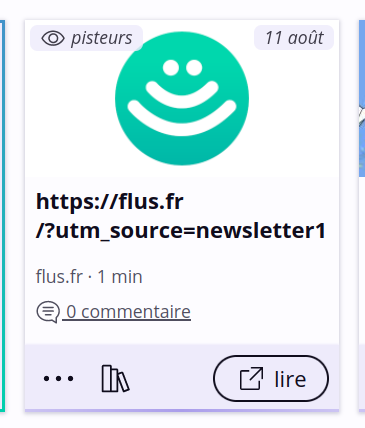 pisteurs
11 août
https://flus.fr
/?utm_source=newsletter1
flus.fr · 1 min
0 commentaire
lire